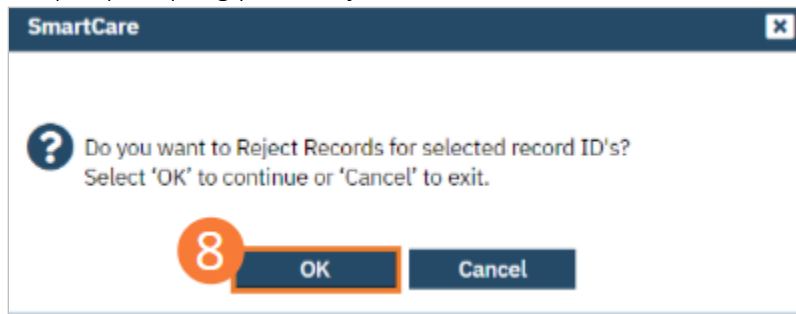 SmartCare
Do you want to Reject Records for selected record ID's?
Select 'OK' to continue or 'Cancel' to exit.
8
OK
Cancel